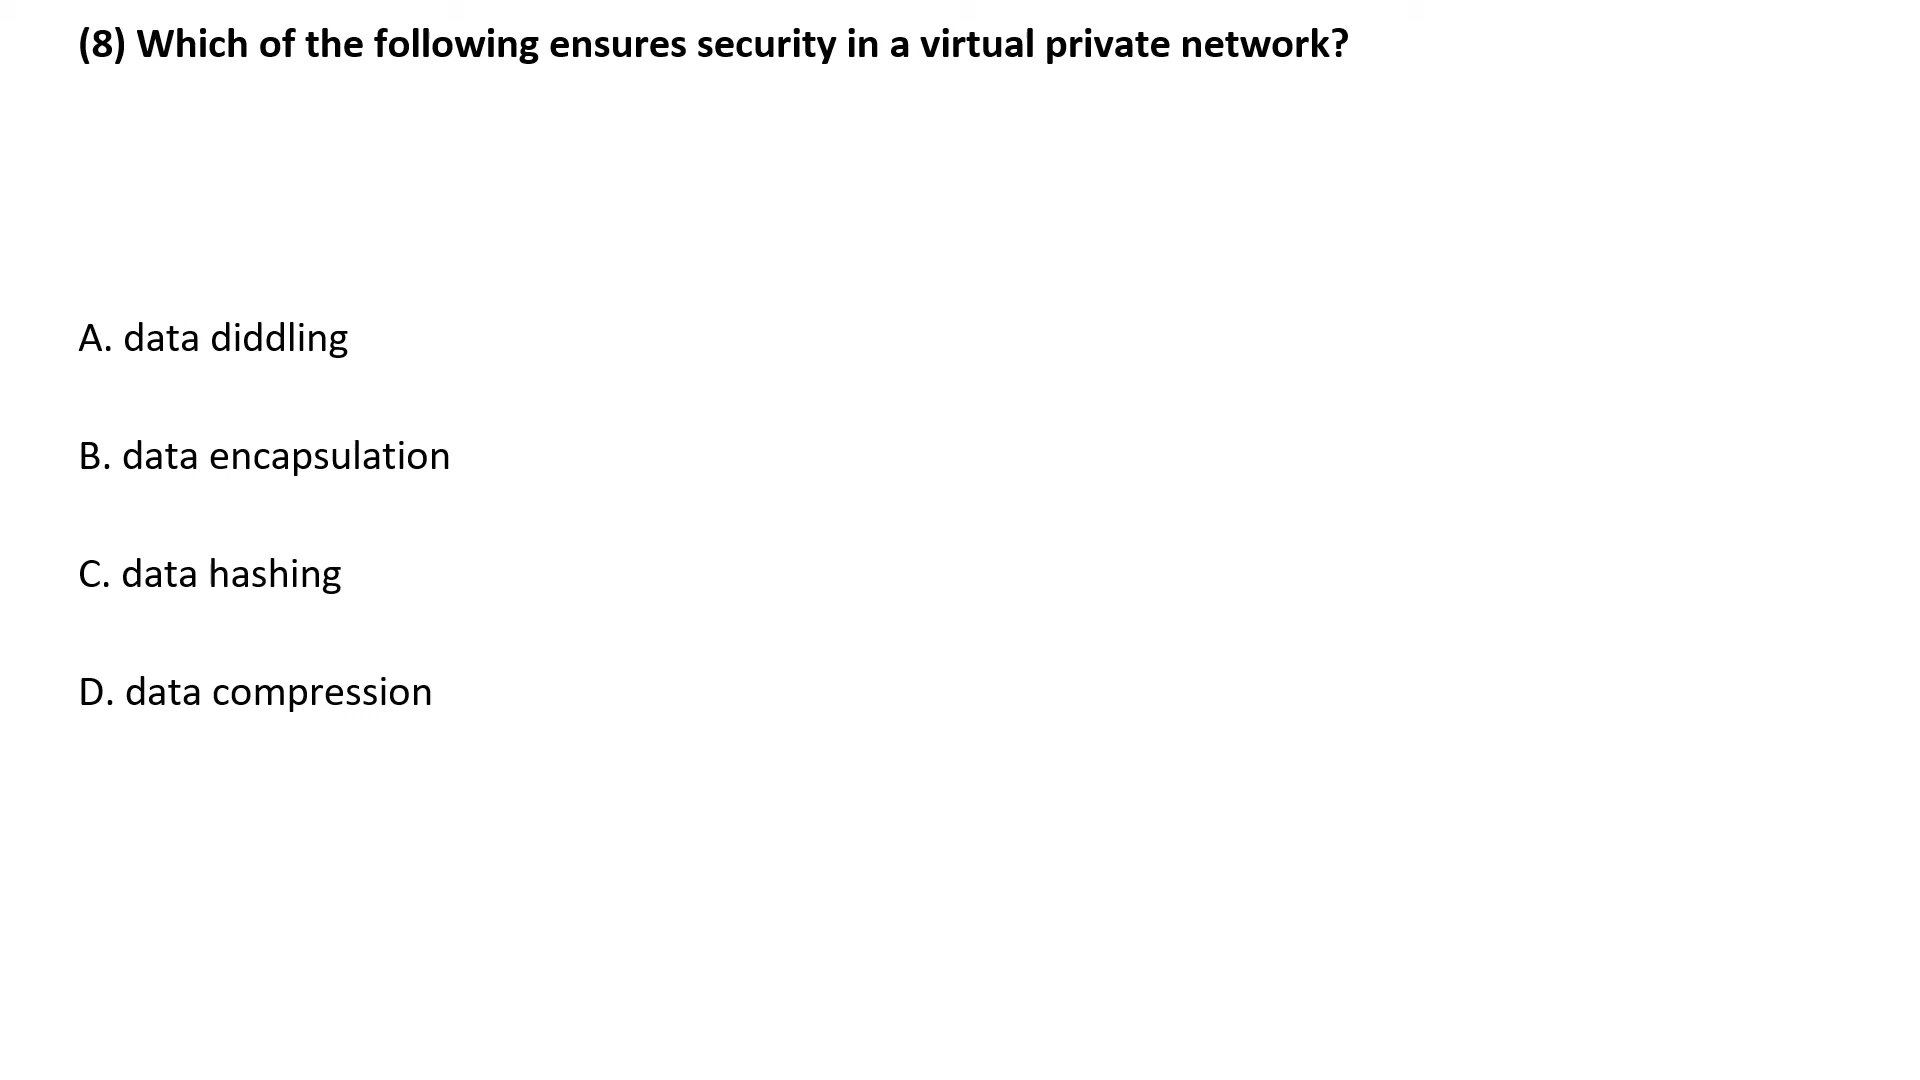 (8) Which of the following ensures security in a virtual private network?
A. data diddling
B. data encapsulation
C. data hashing
D. data compression